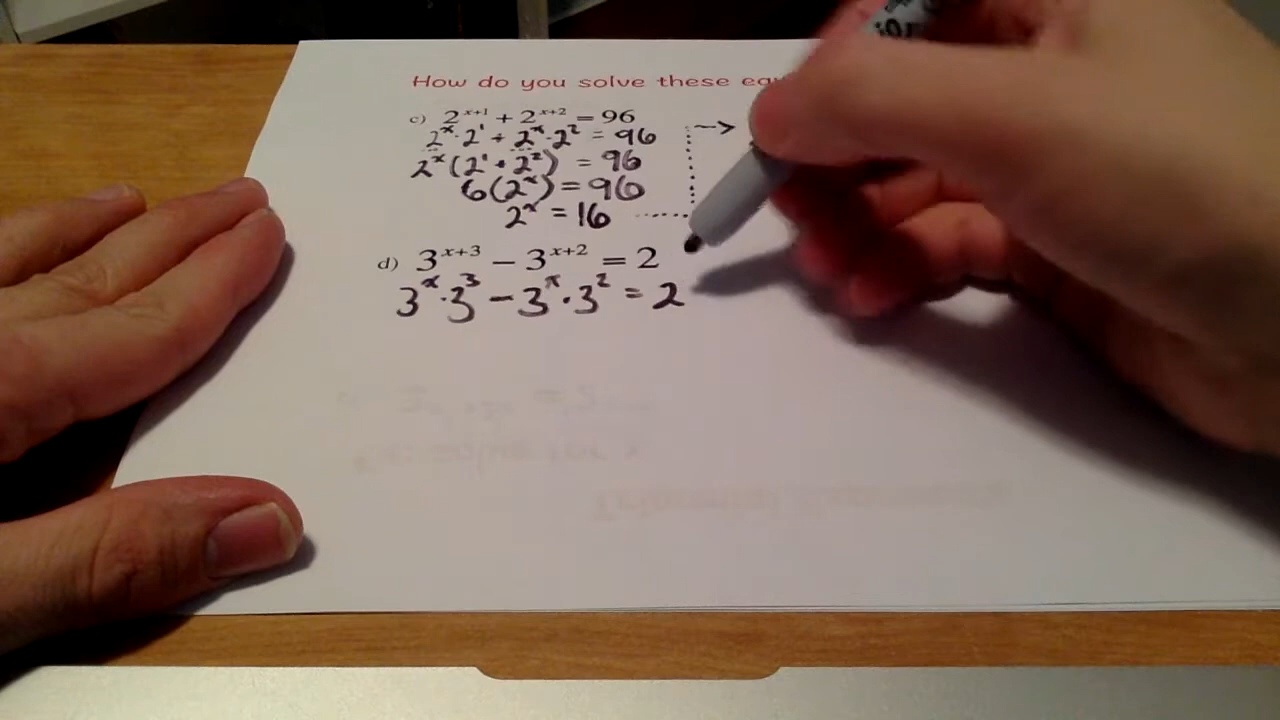 How do you solve these
c) 2^{x+1} + 2^{x+2} = 96
2^x · 2^1 + 2^x · 2^2 = 96
2^x (2^1 + 2^2) = 96
6(2^x) = 96
2^x = 16
d) 3^{x+3} − 3^{x+2} = 2
3^x · 3^3 − 3^x · 3^2 = 2